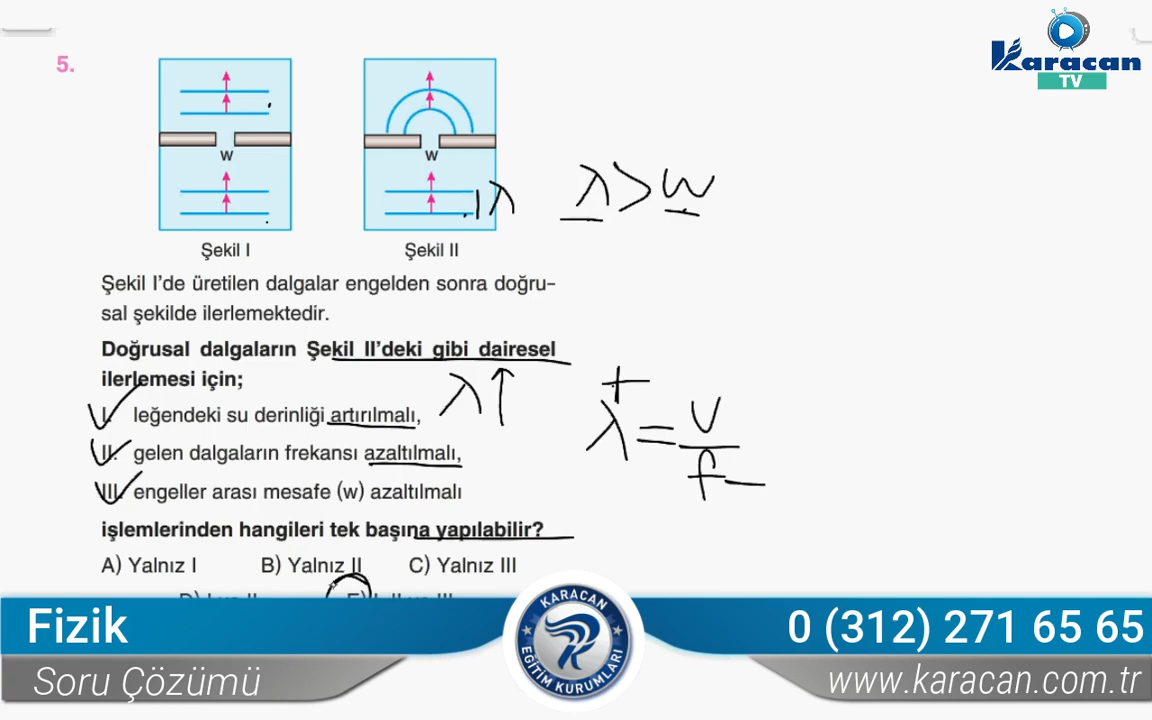 Karacan
TV
5.
W
W
λ
λ > w
Şekil I
Şekil II
Şekil I’de üretilen dalgalar engelden sonra doğru-
sal şekilde ilerlemektedir.
Doğrusal dalgaların Şekil II’deki gibi dairesel
ilerlemesi için;
λ↑
I. leğendeki su derinliği artırılmalı,
II. gelen dalgaların frekansı azaltılmalı,
III. engeller arası mesafe (w) azaltılmalı
+
λ = v
f -
işlemlerinden hangileri tek başına yapılabilir?
A) Yalnız I B) Yalnız II C) Yalnız III
Fizik
KARACAN
EĞİTİM KURUMLARI
0 (312) 271 65 65
Soru Çözümü
www.karacan.com.tr